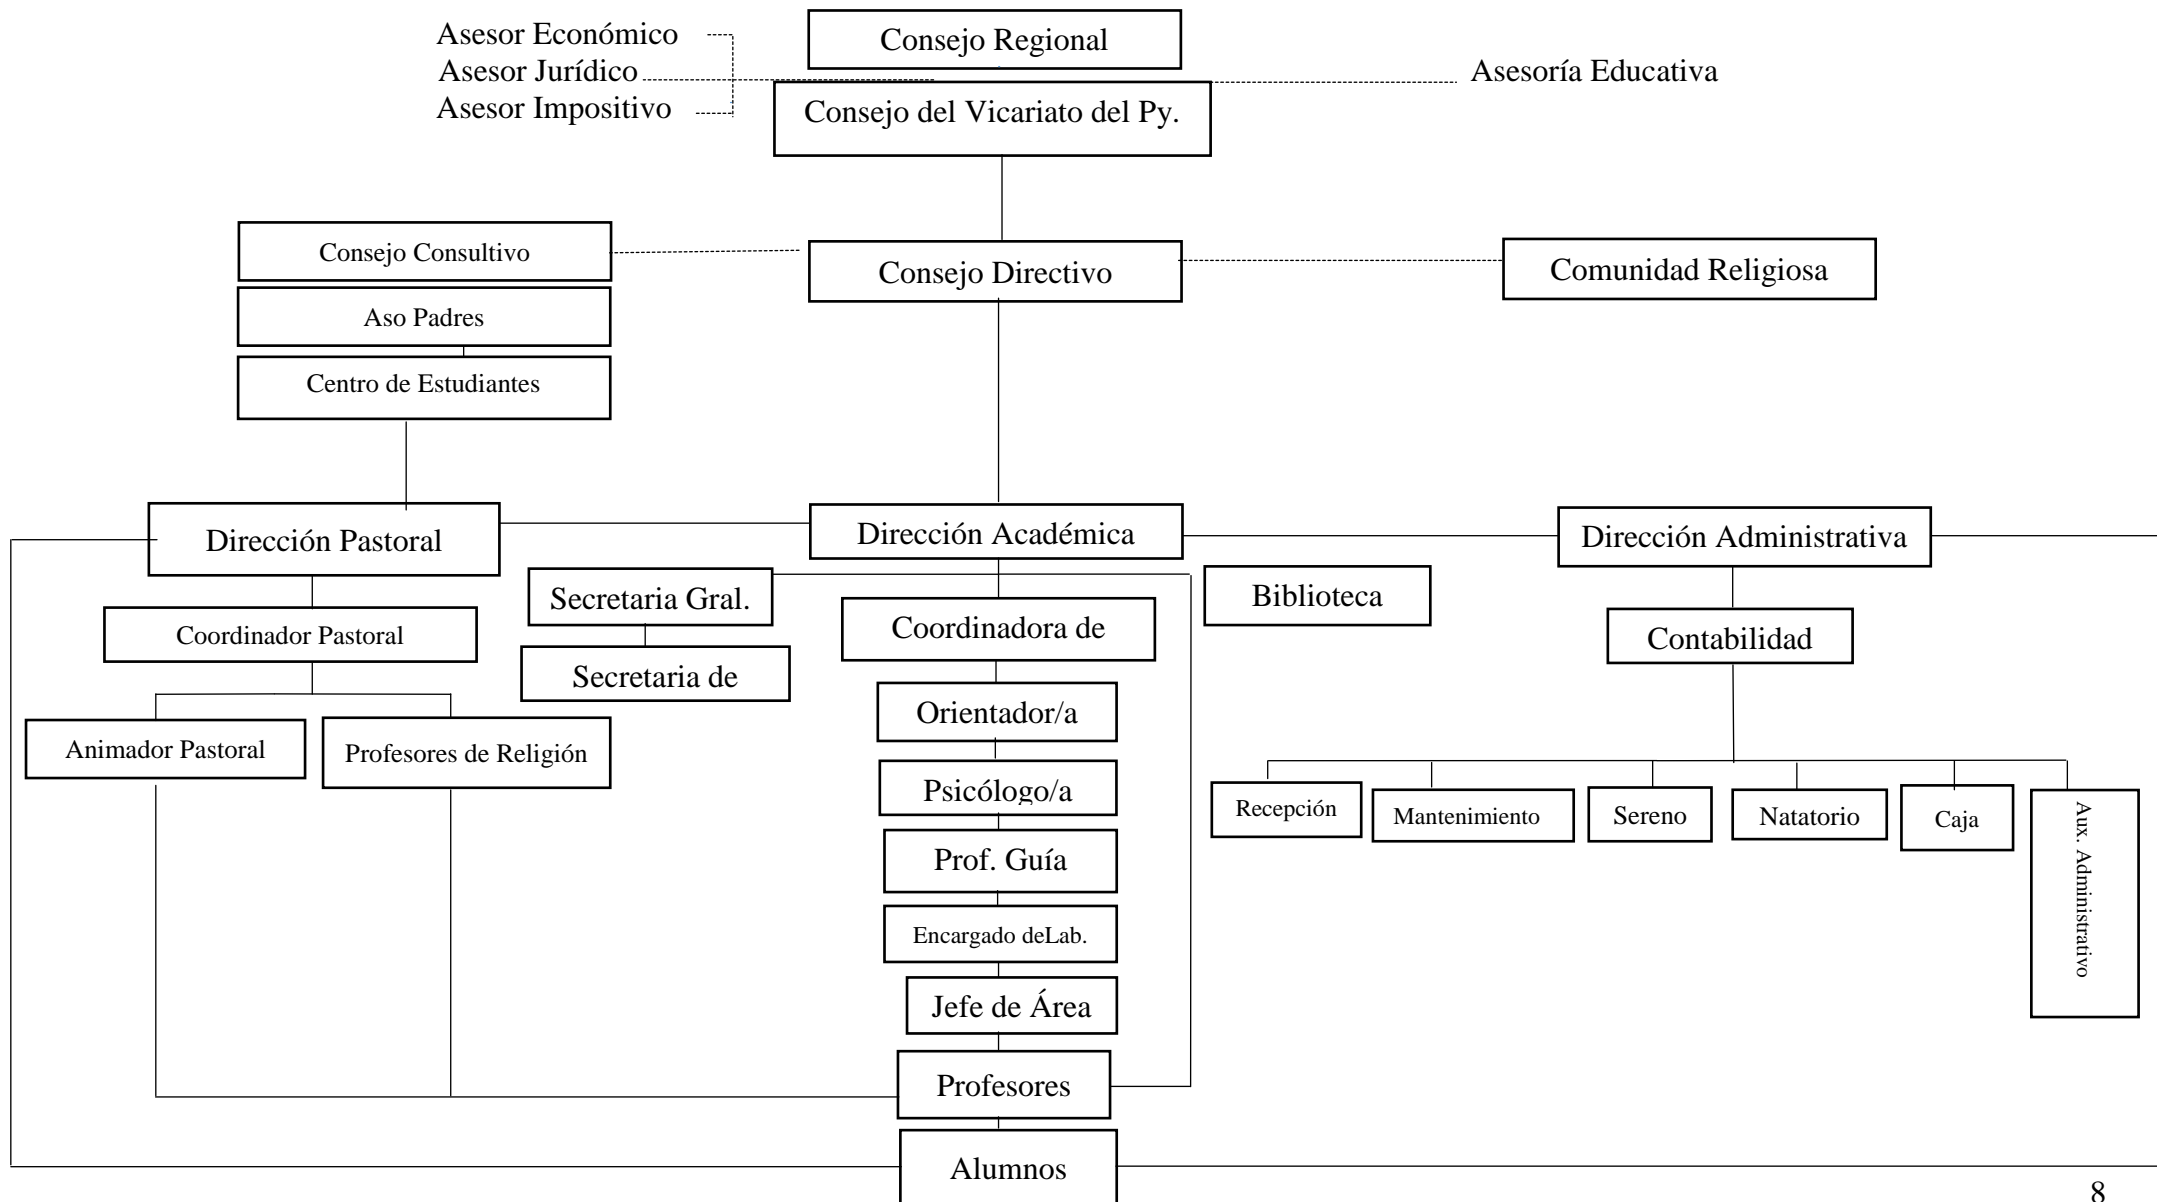 Asesor Económico
Consejo Regional
Asesor Jurídico
Asesoría Educativa
Asesor Impositivo
Consejo del Vicariato del Py.
Consejo Consultivo
Consejo Directivo
Comunidad Religiosa
Aso Padres
Centro de Estudiantes
Dirección Pastoral
Dirección Académica
Dirección Administrativa
Secretaria Gral.
Biblioteca
Coordinador Pastoral
Coordinadora de
Contabilidad
Secretaria de
Animador Pastoral
Profesores de Religión
Orientador/a
Psicólogo/a
Recepción
Mantenimiento
Sereno
Natatorio
Caja
Aux. Administrativo
Prof. Guía
Encargado deLab.
Jefe de Área
Profesores
Alumnos
8